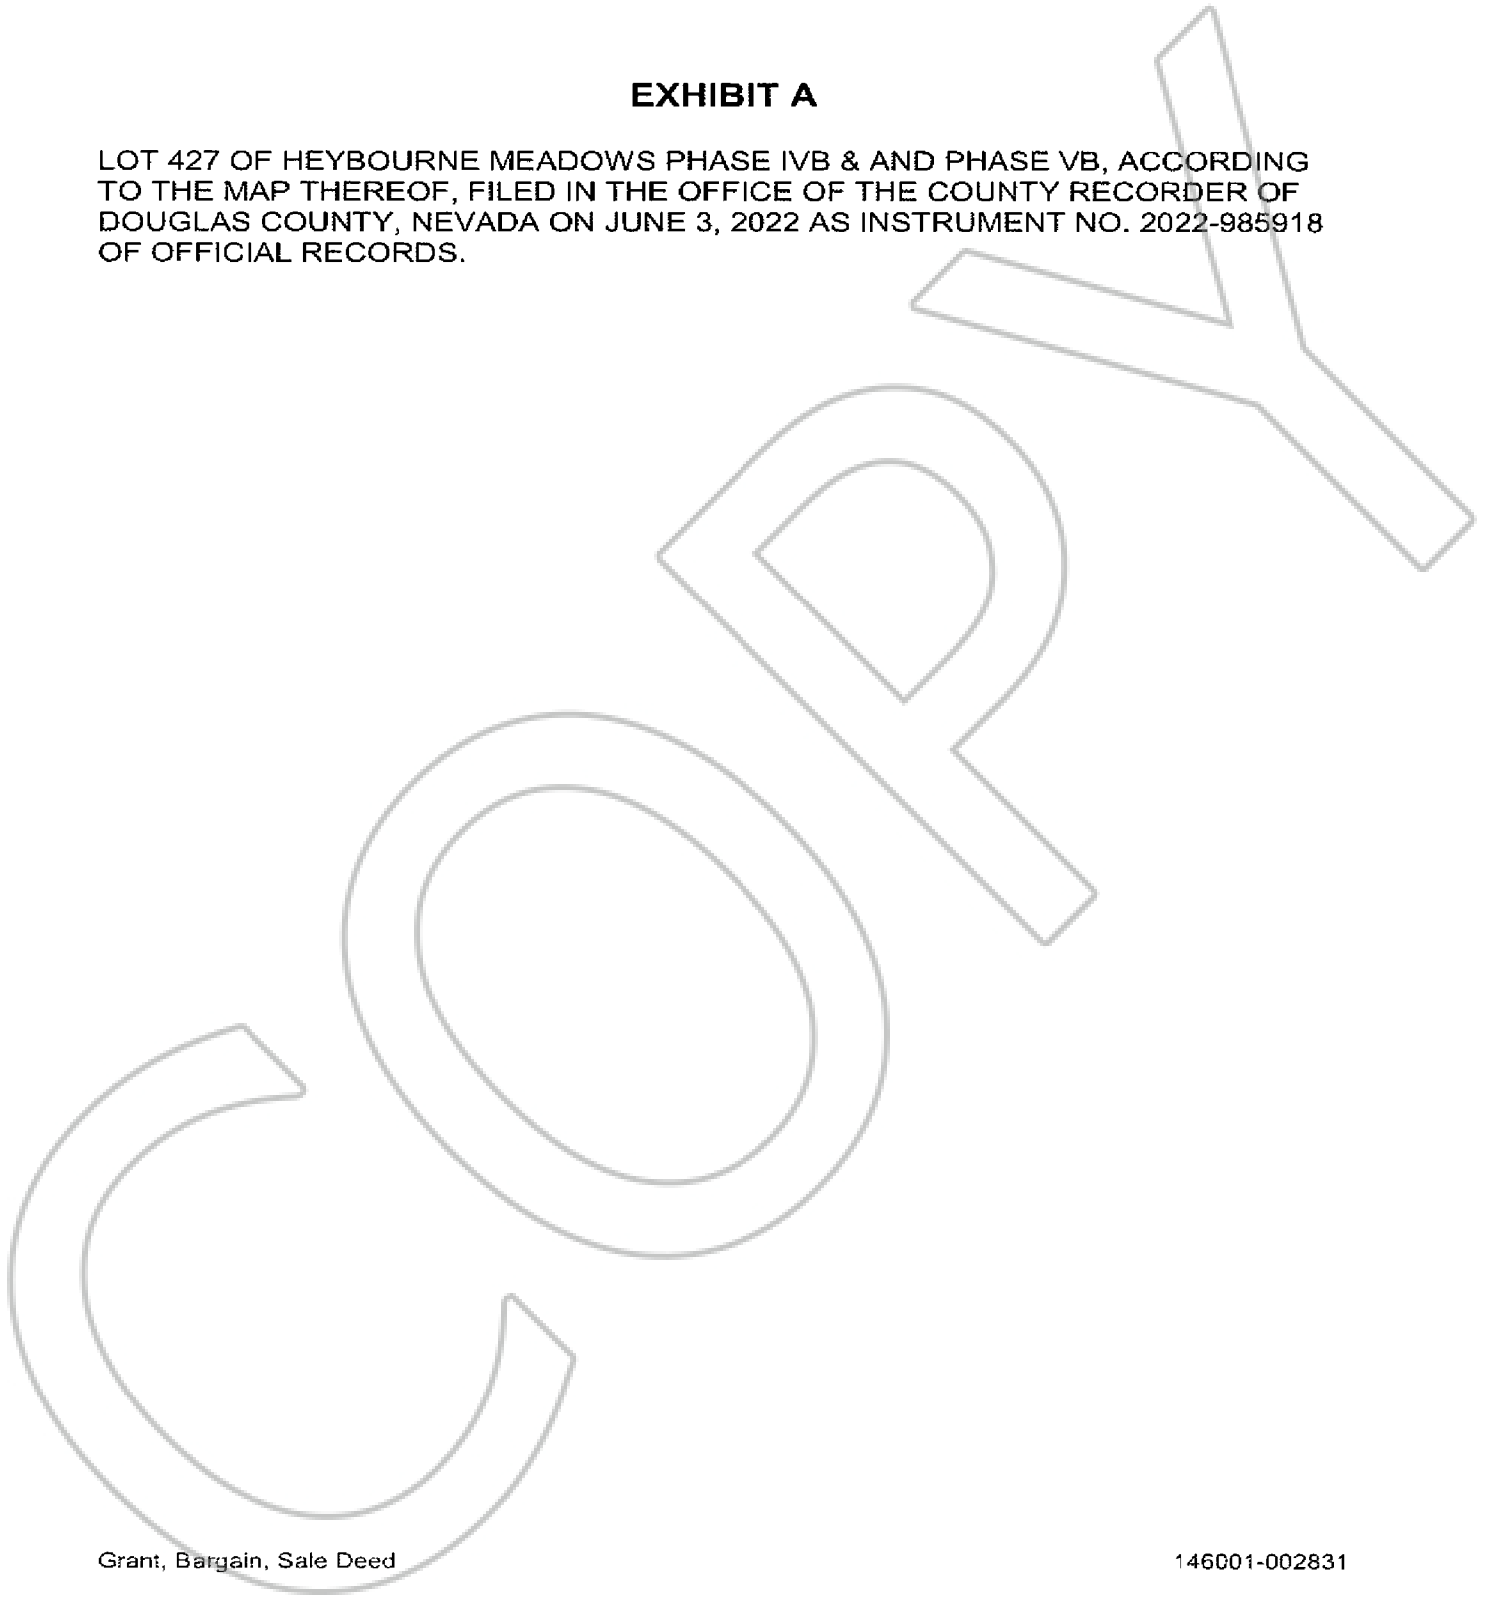 EXHIBIT A
LOT 427 OF HEYBOURNE MEADOWS PHASE IVB & AND PHASE VB, ACCORDING
TO THE MAP THEREOF, FILED IN THE OFFICE OF THE COUNTY RECORDER OF
DOUGLAS COUNTY, NEVADA ON JUNE 3, 2022 AS INSTRUMENT NO. 2022-985918
OF OFFICIAL RECORDS.
COPY
Grant, Bargain, Sale Deed 146001-002831